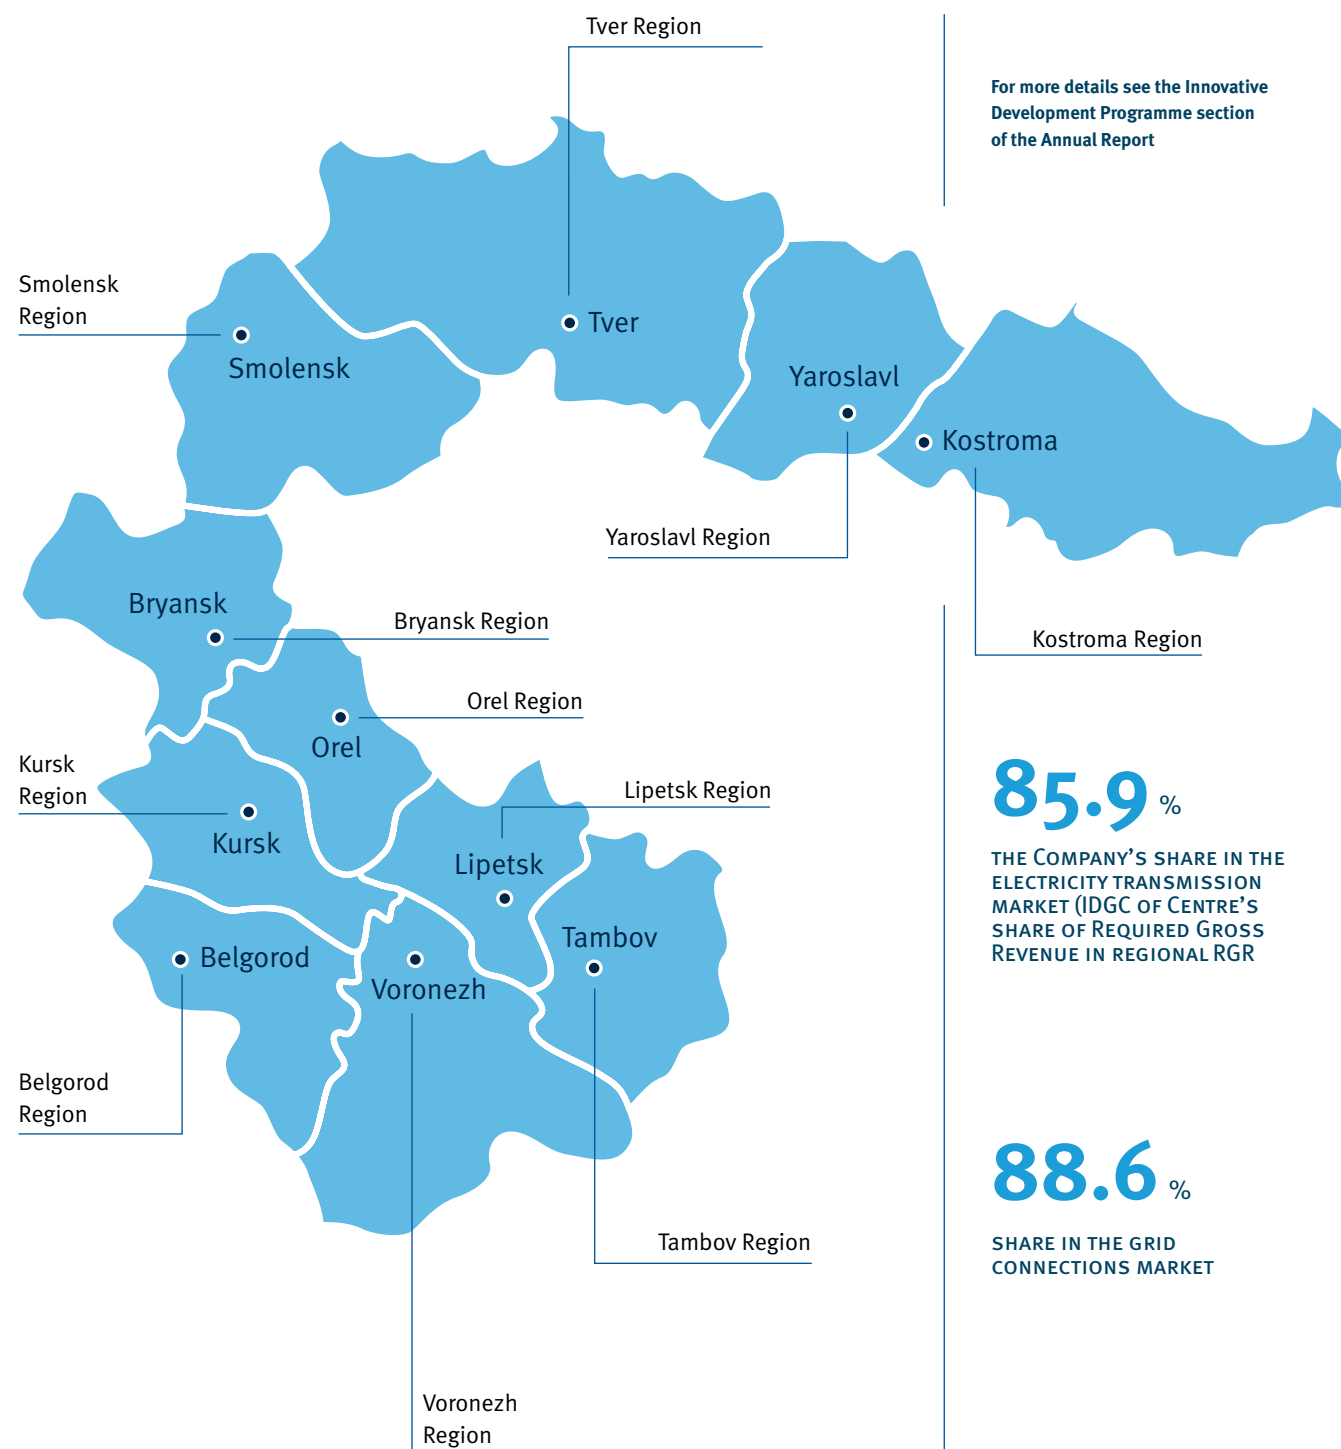 Tver Region
For more details see the Innovative
Development Programme section
of the Annual Report
Smolensk
Region
Tver
Smolensk
Yaroslavl
Kostroma
Yaroslavl Region
Bryansk
Bryansk Region
Kostroma Region
Orel Region
Orel
Kursk
Region
Lipetsk Region
Kursk
Lipetsk
85.9 %
THE COMPANY'S SHARE IN THE
ELECTRICITY TRANSMISSION
MARKET (IDGC OF CENTRE'S
SHARE OF REQUIRED GROSS
REVENUE IN REGIONAL RGR
Tambov
Belgorod
Voronezh
Belgorod
Region
88.6 %
SHARE IN THE GRID
CONNECTIONS MARKET
Tambov Region
Voronezh
Region